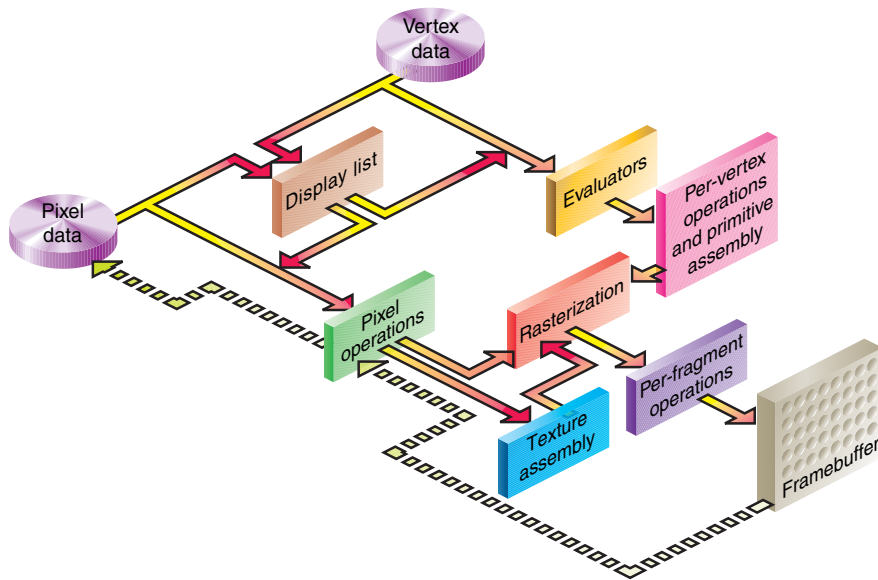 Vertex
data
Display list
Evaluators
Per-vertex
operations
and primitive
assembly
Pixel
data
Pixel
operations
Rasterization
Per-fragment
operations
Texture
assembly
Framebuffer